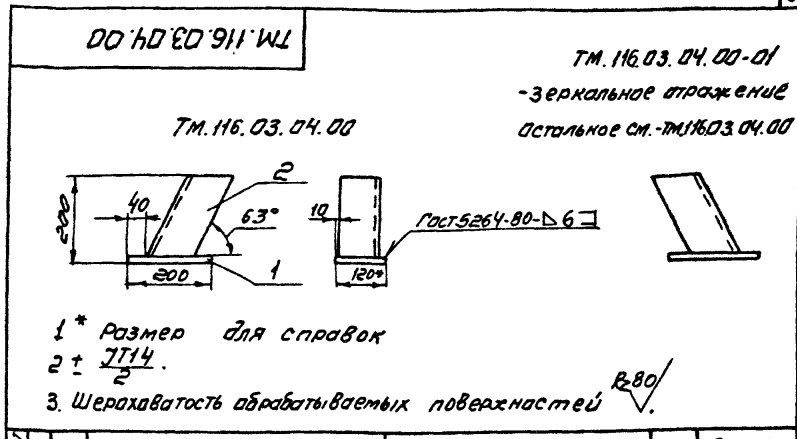 ТМ.116.03.04.00
ТМ.116.03.04.00-01
-Зеркальное отражение
Остальное см.-ТМ.116.03.04.00
ТМ.116.03.04.00
2
40
200
63°
10
Гост5264-80-⊿6⊐
200
1
120*
1 * Размер для справок
2 ± JT14/2.
3. Шероховатость обрабатываемых поверхностей Rz80.